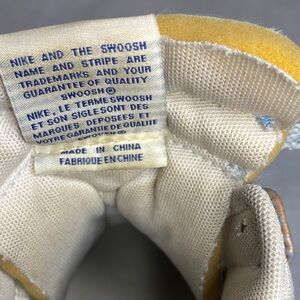 NIKE AND THE SWOOSH
NAME AND STRIPE ARE
TRADEMARKS AND YOUR
GUARANTEE OF QUALITY
SWOOSH®
NIKE, LE TERME SWOOSH
ET SON SIGLE SONT DES
MARQUES DEPOSEES ET
VOTRE GARANTIE DE QUALITE
MADE IN CHINA
FABRIQUE EN CHINE